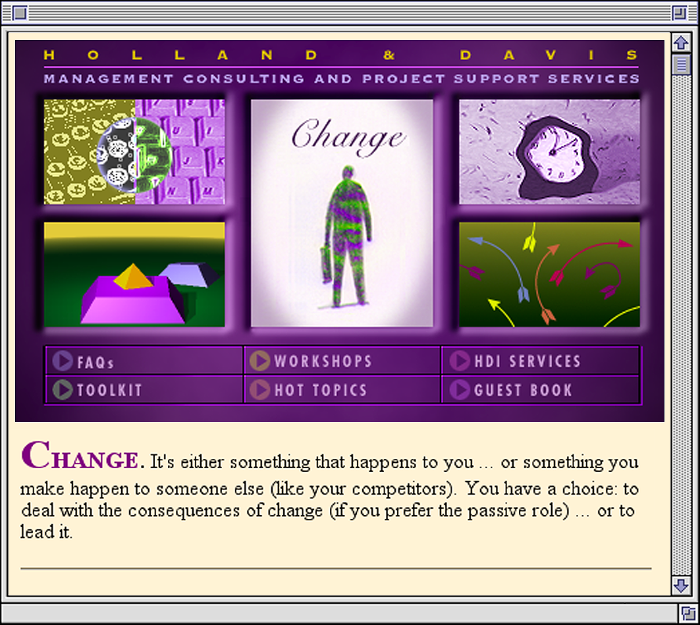 HOLLAND & DAVIS
MANAGEMENT CONSULTING AND PROJECT SUPPORT SERVICES
Change
FAQs
WORKSHOPS
HDI SERVICES
TOOLKIT
HOT TOPICS
GUEST BOOK
CHANGE. It's either something that happens to you ... or something you
make happen to someone else (like your competitors). You have a choice: to
deal with the consequences of change (if you prefer the passive role) ... or to
lead it.